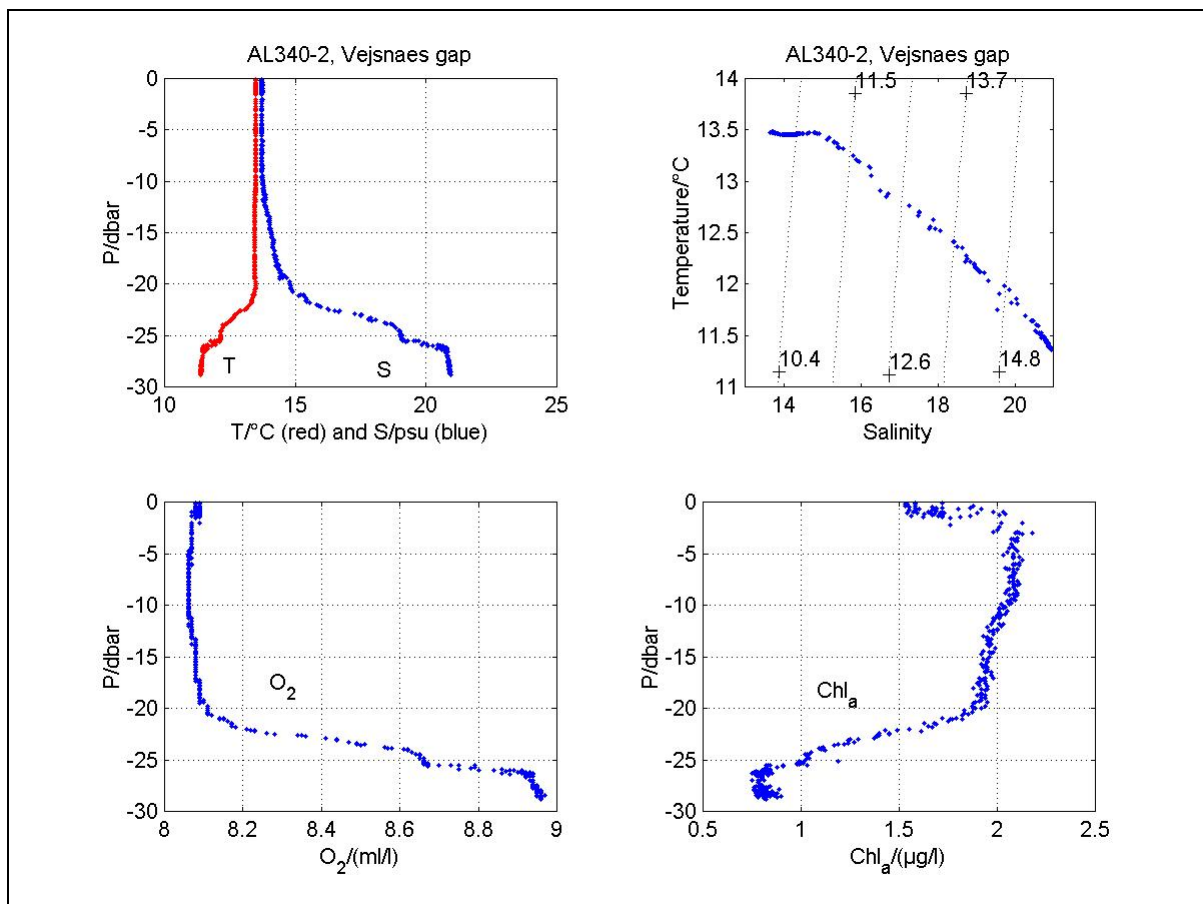 AL340-2, Vejsnaes gap
0
-5
-10
-15
-20
-25
-30
P/dbar
T
S
10 15 20 25
T/°C (red) and S/psu (blue)
AL340-2, Vejsnaes gap
14
13.5
13
12.5
12
11.5
11
Temperature/°C
11.5 13.7
10.4 12.6 14.8
14 16 18 20
Salinity
0
-5
-10
-15
-20
-25
-30
P/dbar
O2
8 8.2 8.4 8.6 8.8 9
O2/(ml/l)
0
-5
-10
-15
-20
-25
-30
P/dbar
Chla
0.5 1 1.5 2 2.5
Chla/(µg/l)